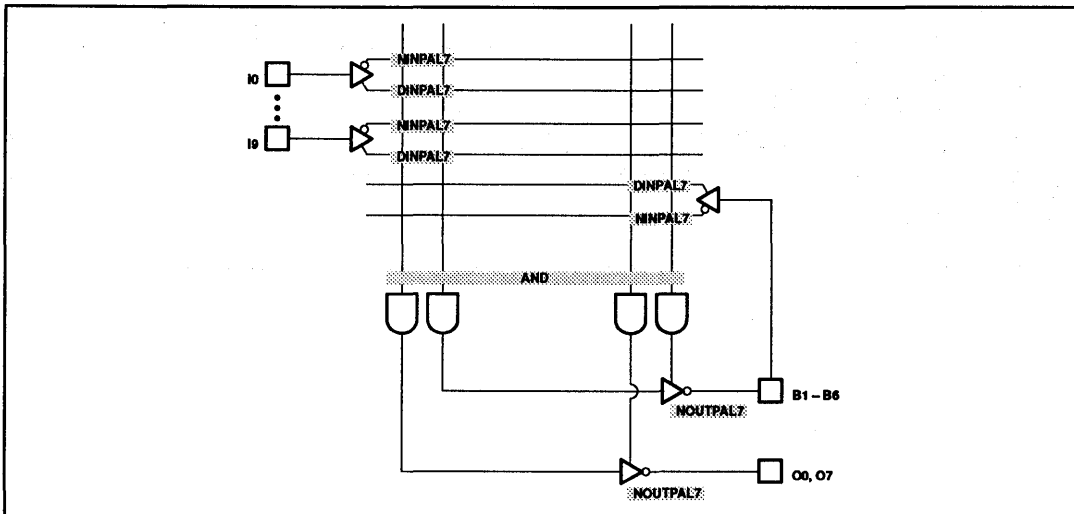 NINPAL7
I0
DINPAL7
NINPAL7
I9
DINPAL7
DINPAL7
NINPAL7
AND
B1 – B6
NOUTPAL7
O0, O7
NOUTPAL7